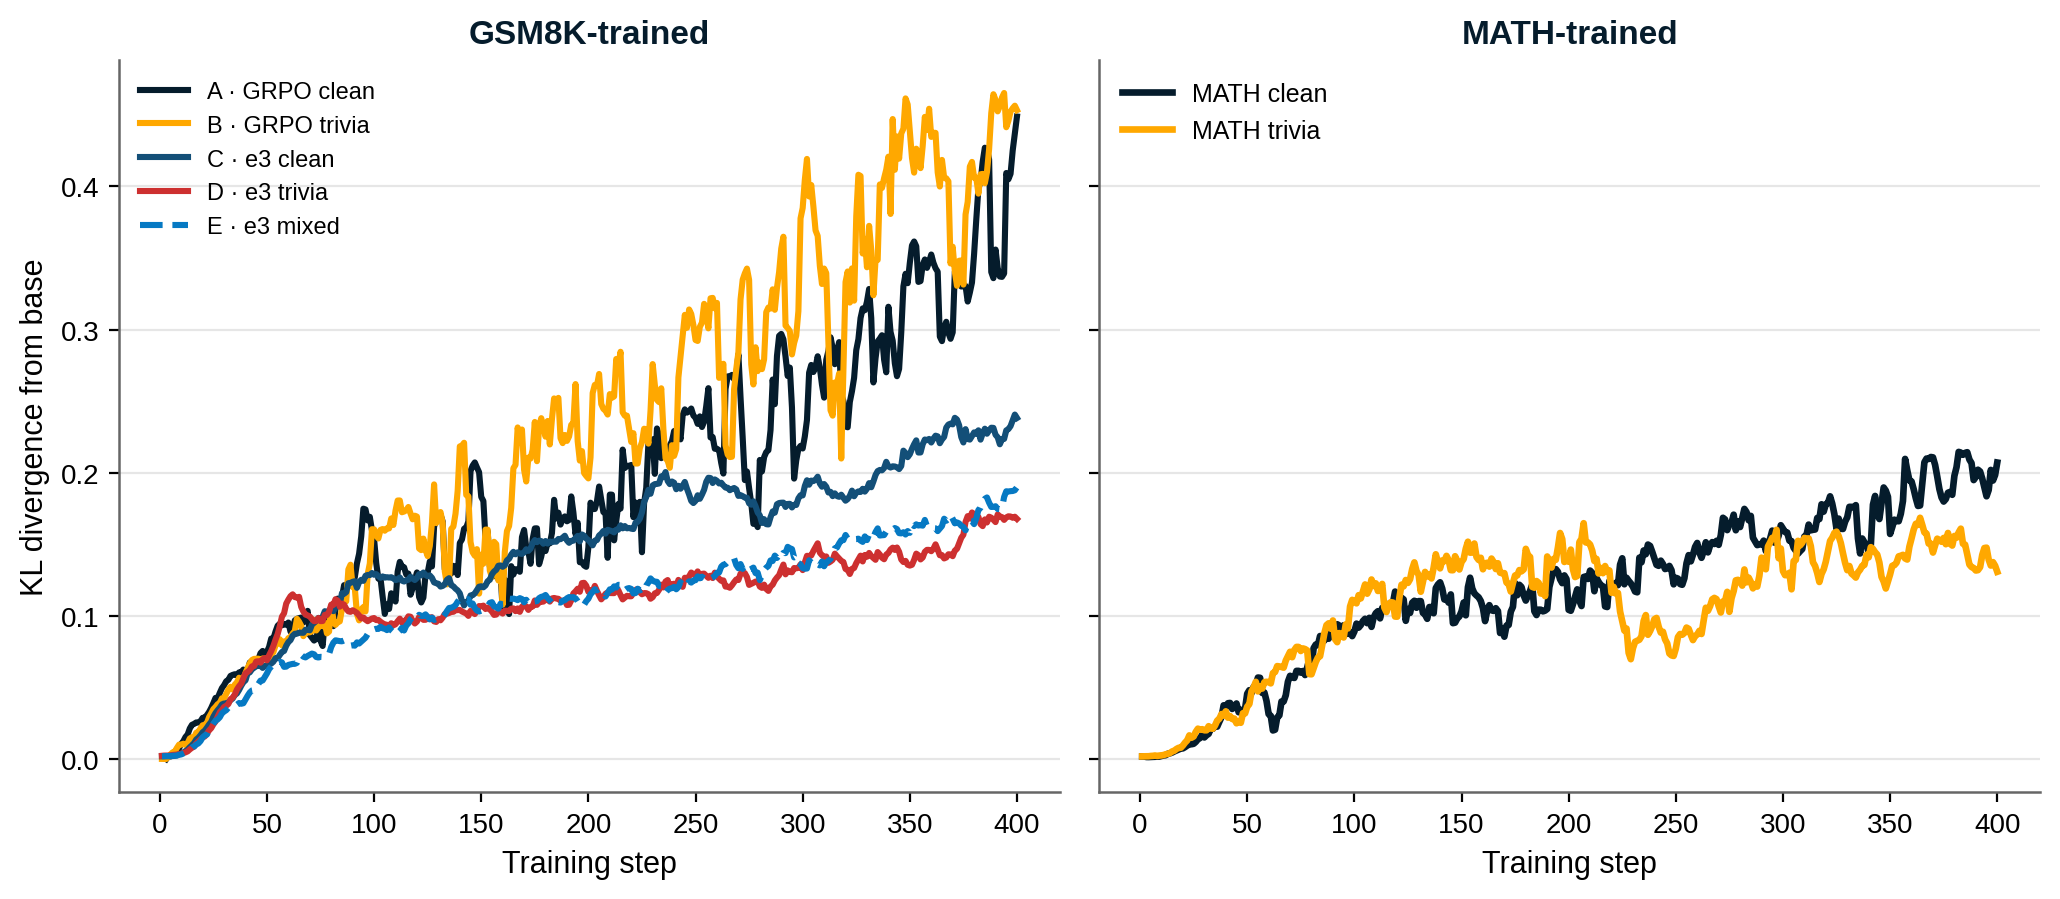 GSM8K-trained
A · GRPO clean
B · GRPO trivia
C · e3 clean
D · e3 trivia
E · e3 mixed
KL divergence from base
0.4
0.3
0.2
0.1
0.0
0 50 100 150 200 250 300 350 400
Training step
MATH-trained
MATH clean
MATH trivia
0 50 100 150 200 250 300 350 400
Training step